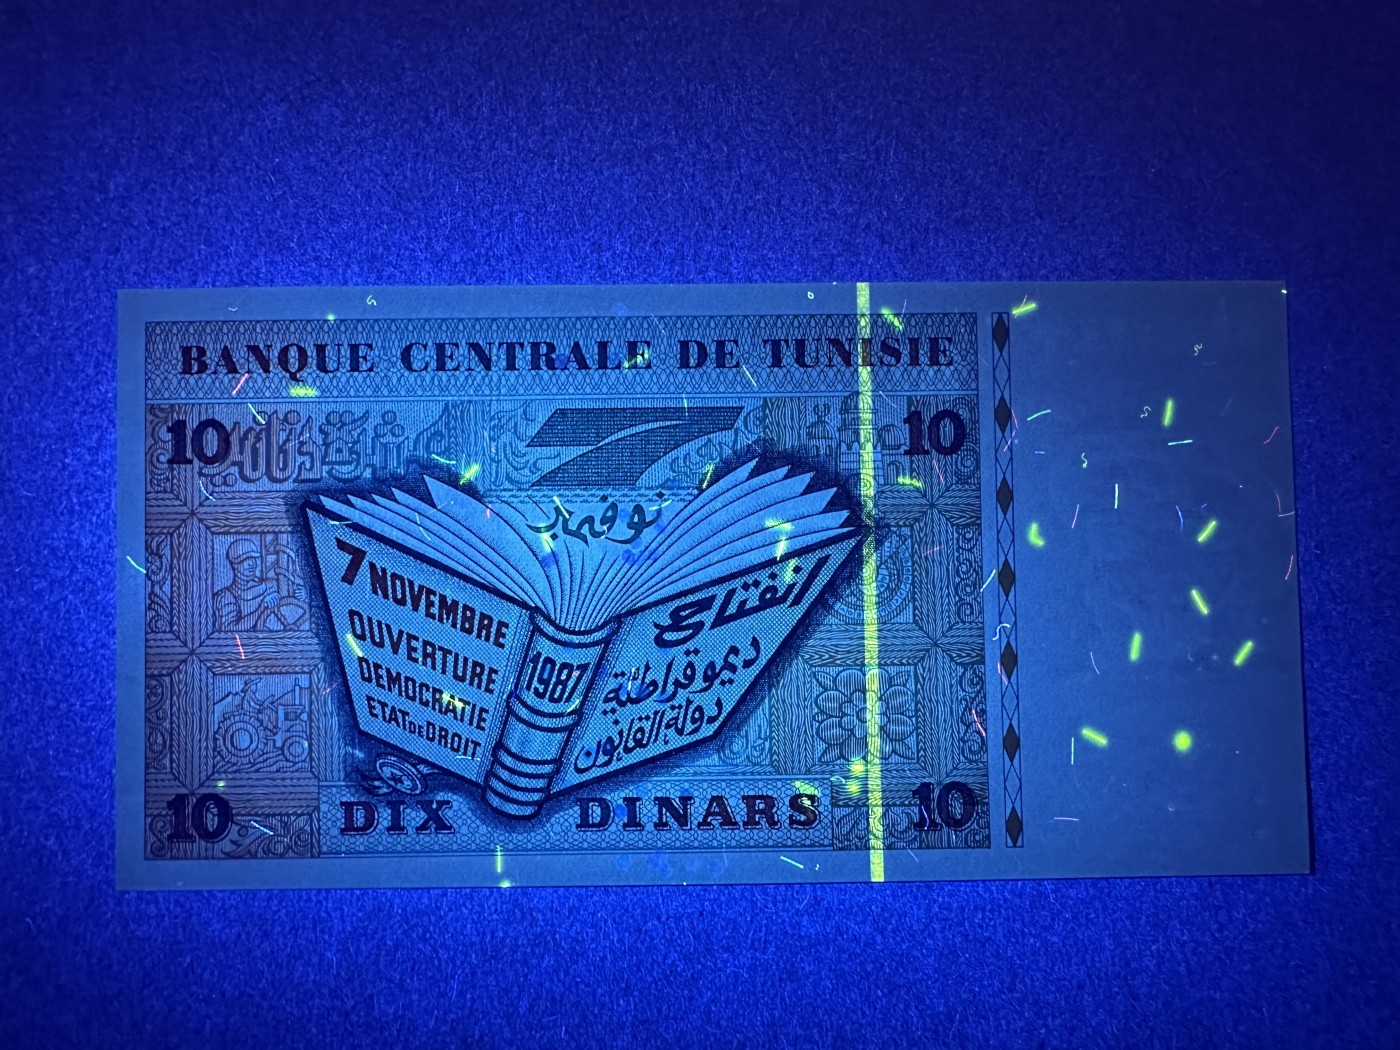 BANQUE CENTRALE DE TUNISIE
10
7
10
نوفمبر
7 NOVEMBRE
OUVERTURE
DEMOCRATIE
ETAT DE DROIT
1987
انفتاح
ديموقراطية
دولة القانون
10
DIX DINARS
10